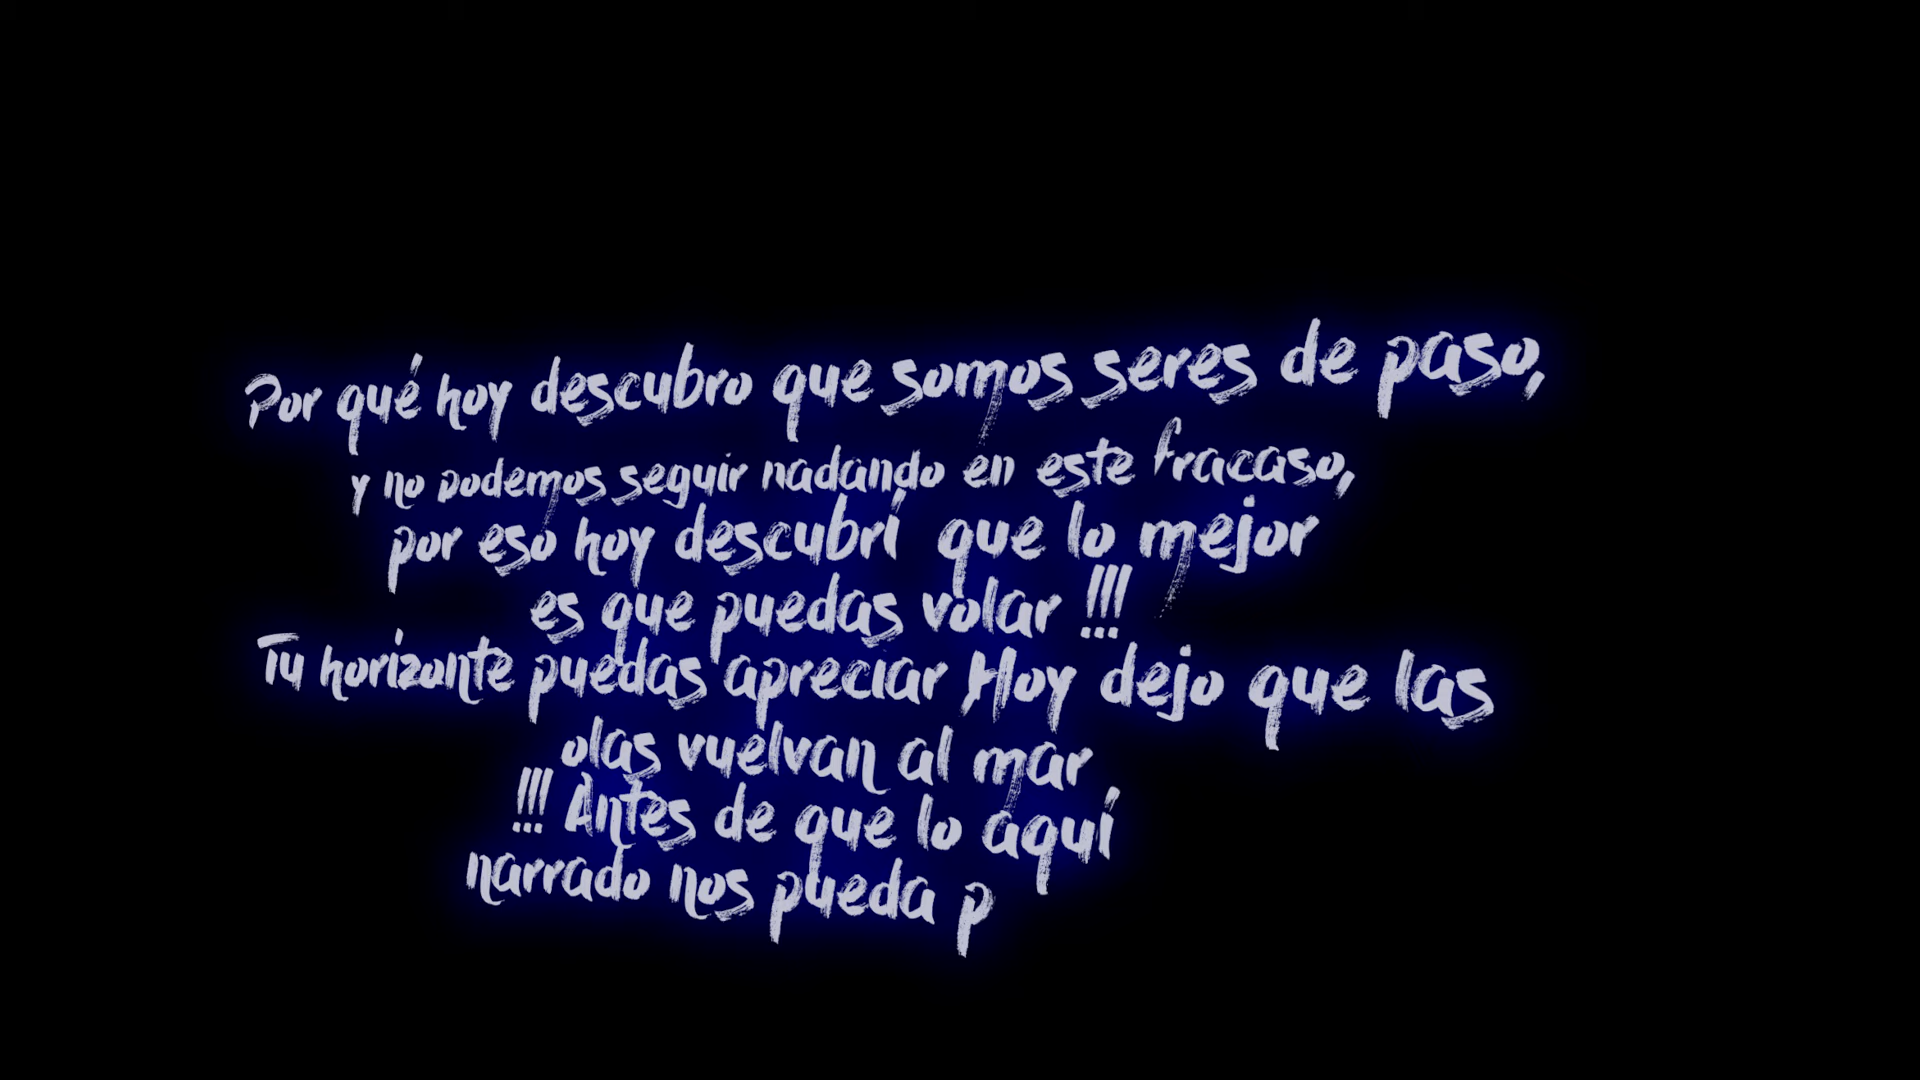 Por qué hoy descubro que somos seres de paso,
y no podemos seguir nadando en este fracaso,
por eso hoy descubrí que lo mejor
es que puedas volar !!!
Tu horizonte puedas apreciar Hoy dejo que las
olas vuelvan al mar
!!! Antes de que lo aquí
narrado nos pueda p